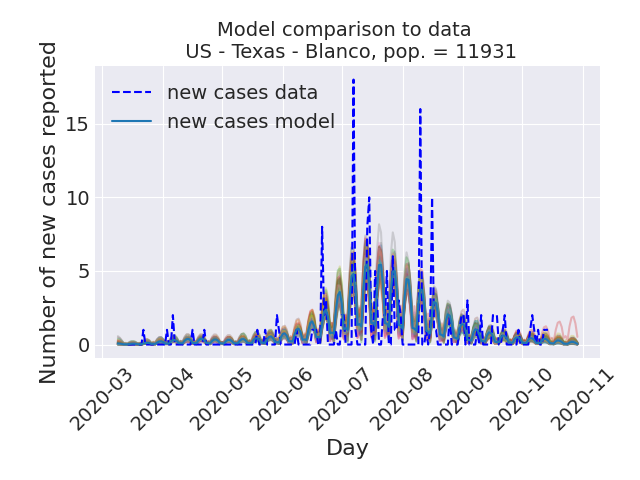 Model comparison to data
US - Texas - Blanco, pop. = 11931
Number of new cases reported
new cases data
new cases model
15
10
5
0
2020-03
2020-04
2020-05
2020-06
2020-07
2020-08
2020-09
2020-10
2020-11
Day